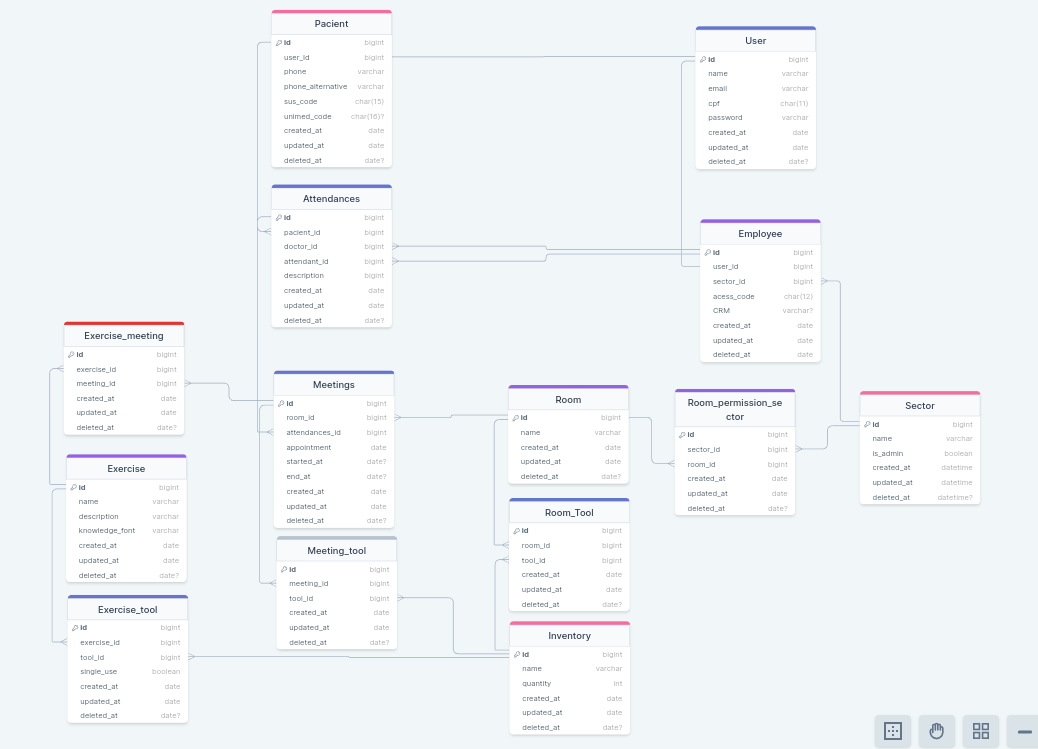 Pacient
id bigint
user_id bigint
phone varchar
phone_alternative varchar
sus_code char(15)
unimed_code char(16)?
created_at date
updated_at date
deleted_at date?
User
id bigint
name varchar
email varchar
cpf char(11)
password varchar
created_at date
updated_at date
deleted_at date?
Attendances
id bigint
pacient_id bigint
doctor_id bigint
attendant_id bigint
description bigint
created_at date
updated_at date
deleted_at date?
Employee
id bigint
user_id bigint
sector_id bigint
acess_code char(12)
CRM varchar?
created_at date
updated_at date
deleted_at date?
Exercise_meeting
id bigint
exercise_id bigint
meeting_id bigint
created_at date
updated_at date
deleted_at date?
Meetings
id bigint
room_id bigint
attendances_id bigint
appointment date
started_at date?
end_at date?
created_at date
updated_at date
deleted_at date?
Room
id bigint
name varchar
created_at date
updated_at date
deleted_at date?
Room_permission_se
ctor
id bigint
sector_id bigint
room_id bigint
created_at date
updated_at date
deleted_at date?
Sector
id bigint
name varchar
is_admin boolean
created_at datetime
updated_at datetime
deleted_at datetime?
Exercise
id bigint
name varchar
description varchar
knowledge_font varchar
created_at date
updated_at date
deleted_at date?
Room_Tool
id bigint
room_id bigint
tool_id bigint
created_at date
updated_at date
deleted_at date?
Meeting_tool
id bigint
meeting_id bigint
tool_id bigint
created_at date
updated_at date
deleted_at date?
Exercise_tool
id bigint
exercise_id bigint
tool_id bigint
single_use boolean
created_at date
updated_at date
deleted_at date?
Inventory
id bigint
name varchar
quantity int
created_at date
updated_at date
deleted_at date?